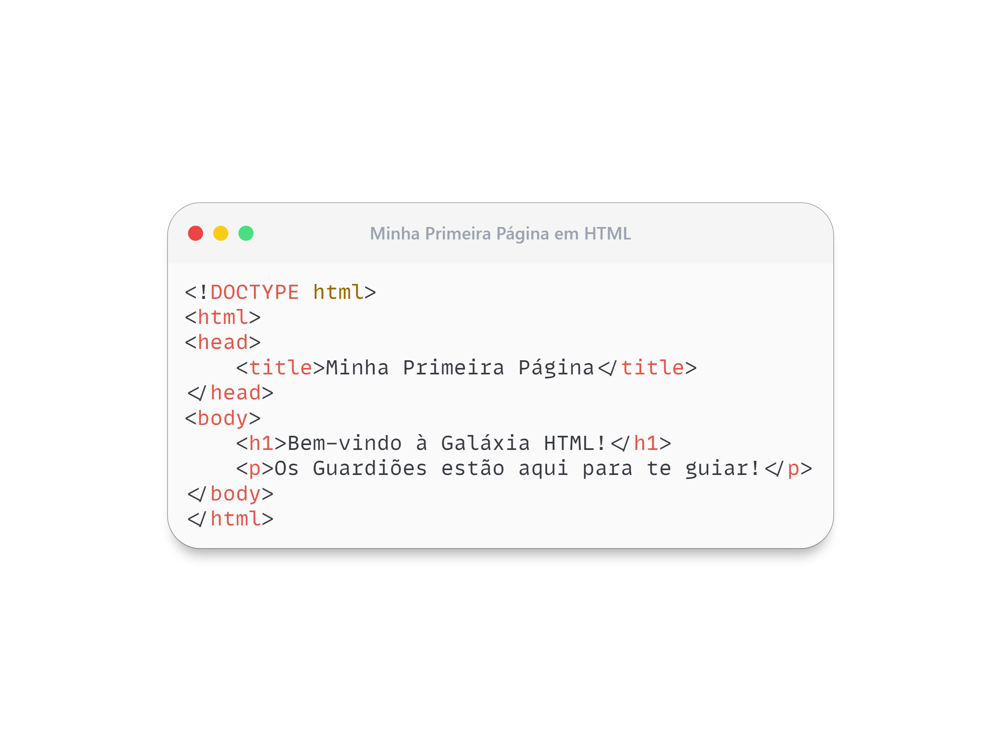 Minha Primeira Página em HTML
<!DOCTYPE html>
<html>
<head>
    <title>Minha Primeira Página</title>
</head>
<body>
    <h1>Bem-vindo à Galáxia HTML!</h1>
    <p>Os Guardiões estão aqui para te guiar!</p>
</body>
</html>